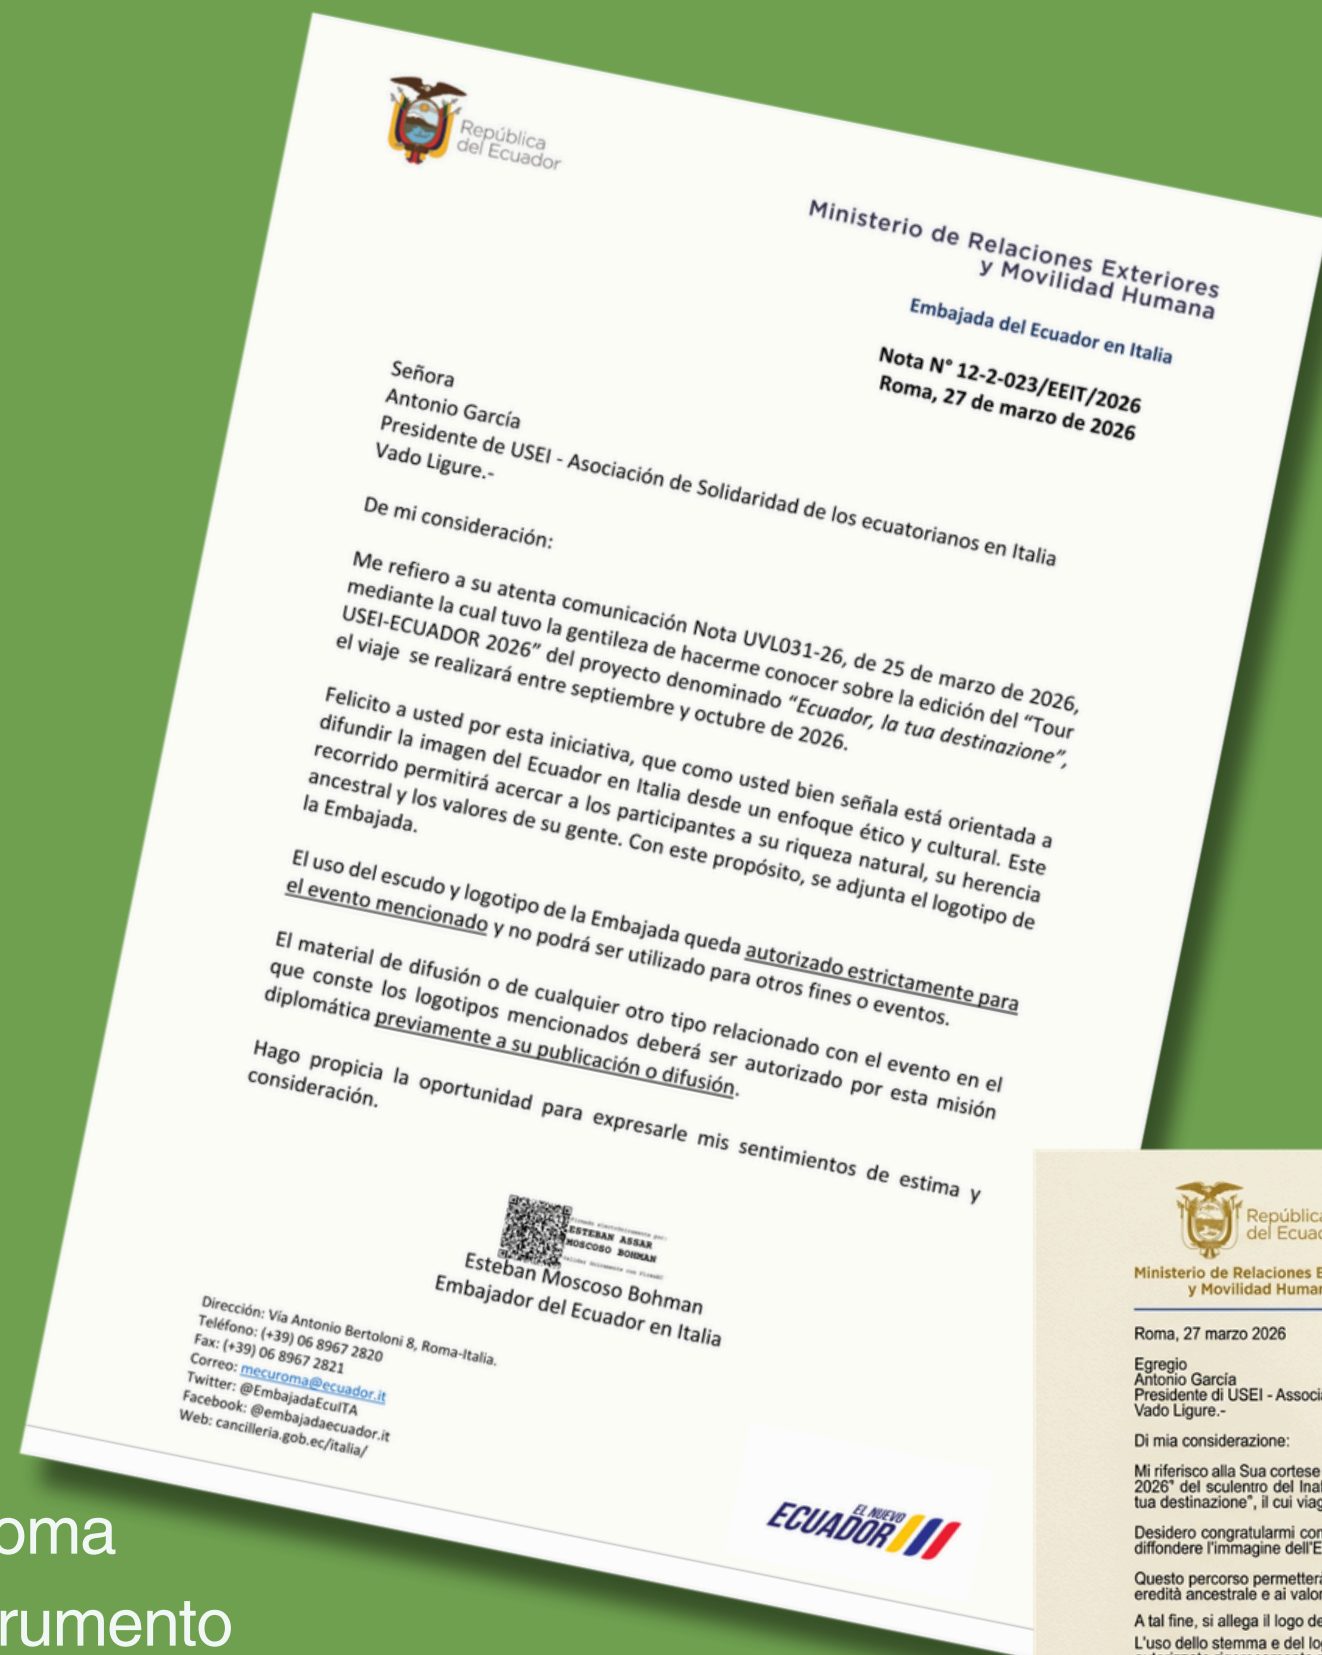 República
del Ecuador
Ministerio de Relaciones Exteriores
y Movilidad Humana
Embajada del Ecuador en Italia
Nota N° 12-2-023/EEIT/2026
Roma, 27 de marzo de 2026
Señora
Antonio García
Presidente de USEI - Asociación de Solidaridad de los ecuatorianos en Italia
Vado Ligure.-
De mi consideración:
Me refiero a su atenta comunicación Nota UVL031-26, de 25 de marzo de 2026,
mediante la cual tuvo la gentileza de hacerme conocer sobre la edición del "Tour
USEI-ECUADOR 2026" del proyecto denominado "Ecuador, la tua destinazione",
el viaje se realizará entre septiembre y octubre de 2026.
Felicito a usted por esta iniciativa, que como usted bien señala está orientada a
difundir la imagen del Ecuador en Italia desde un enfoque ético y cultural. Este
recorrido permitirá acercar a los participantes a su riqueza natural, su herencia
ancestral y los valores de su gente. Con este propósito, se adjunta el logotipo de
la Embajada.
El uso del escudo y logotipo de la Embajada queda autorizado estrictamente para
el evento mencionado y no podrá ser utilizado para otros fines o eventos.
El material de difusión o de cualquier otro tipo relacionado con el evento en el
que conste los logotipos mencionados deberá ser autorizado por esta misión
diplomática previamente a su publicación o difusión.
Hago propicia la oportunidad para expresarle mis sentimientos de estima y
consideración.
ESTEBAN ASSAR
MOSCOSO BOHMAN
Esteban Moscoso Bohman
Embajador del Ecuador en Italia
Dirección: Vía Antonio Bertoloni 8, Roma-Italia.
Teléfono: (+39) 06 8967 2820
Fax: (+39) 06 8967 2821
Correo: mecuroma@ecuador.it
Twitter: @EmbajadaEcuITA
Facebook: @embajadaecuador.it
Web: cancilleria.gob.ec/italia/
EL NUEVO
ECUADOR
oma
rumento
República
del Ecuad
Ministerio de Relaciones E
y Movilidad Human
Roma, 27 marzo 2026
Egregio
Antonio García
Presidente di USEI - Associa
Vado Ligure.-
Di mia considerazione:
Mi riferisco alla Sua cortese
2026" del sculentro del Inat
tua destinazione", il cui viag
Desidero congratularmi con
diffondere l'immagine dell'E
Questo percorso permetterà
eredità ancestrale e ai valor
A tal fine, si allega il logo de
L'uso dello stemma e del log